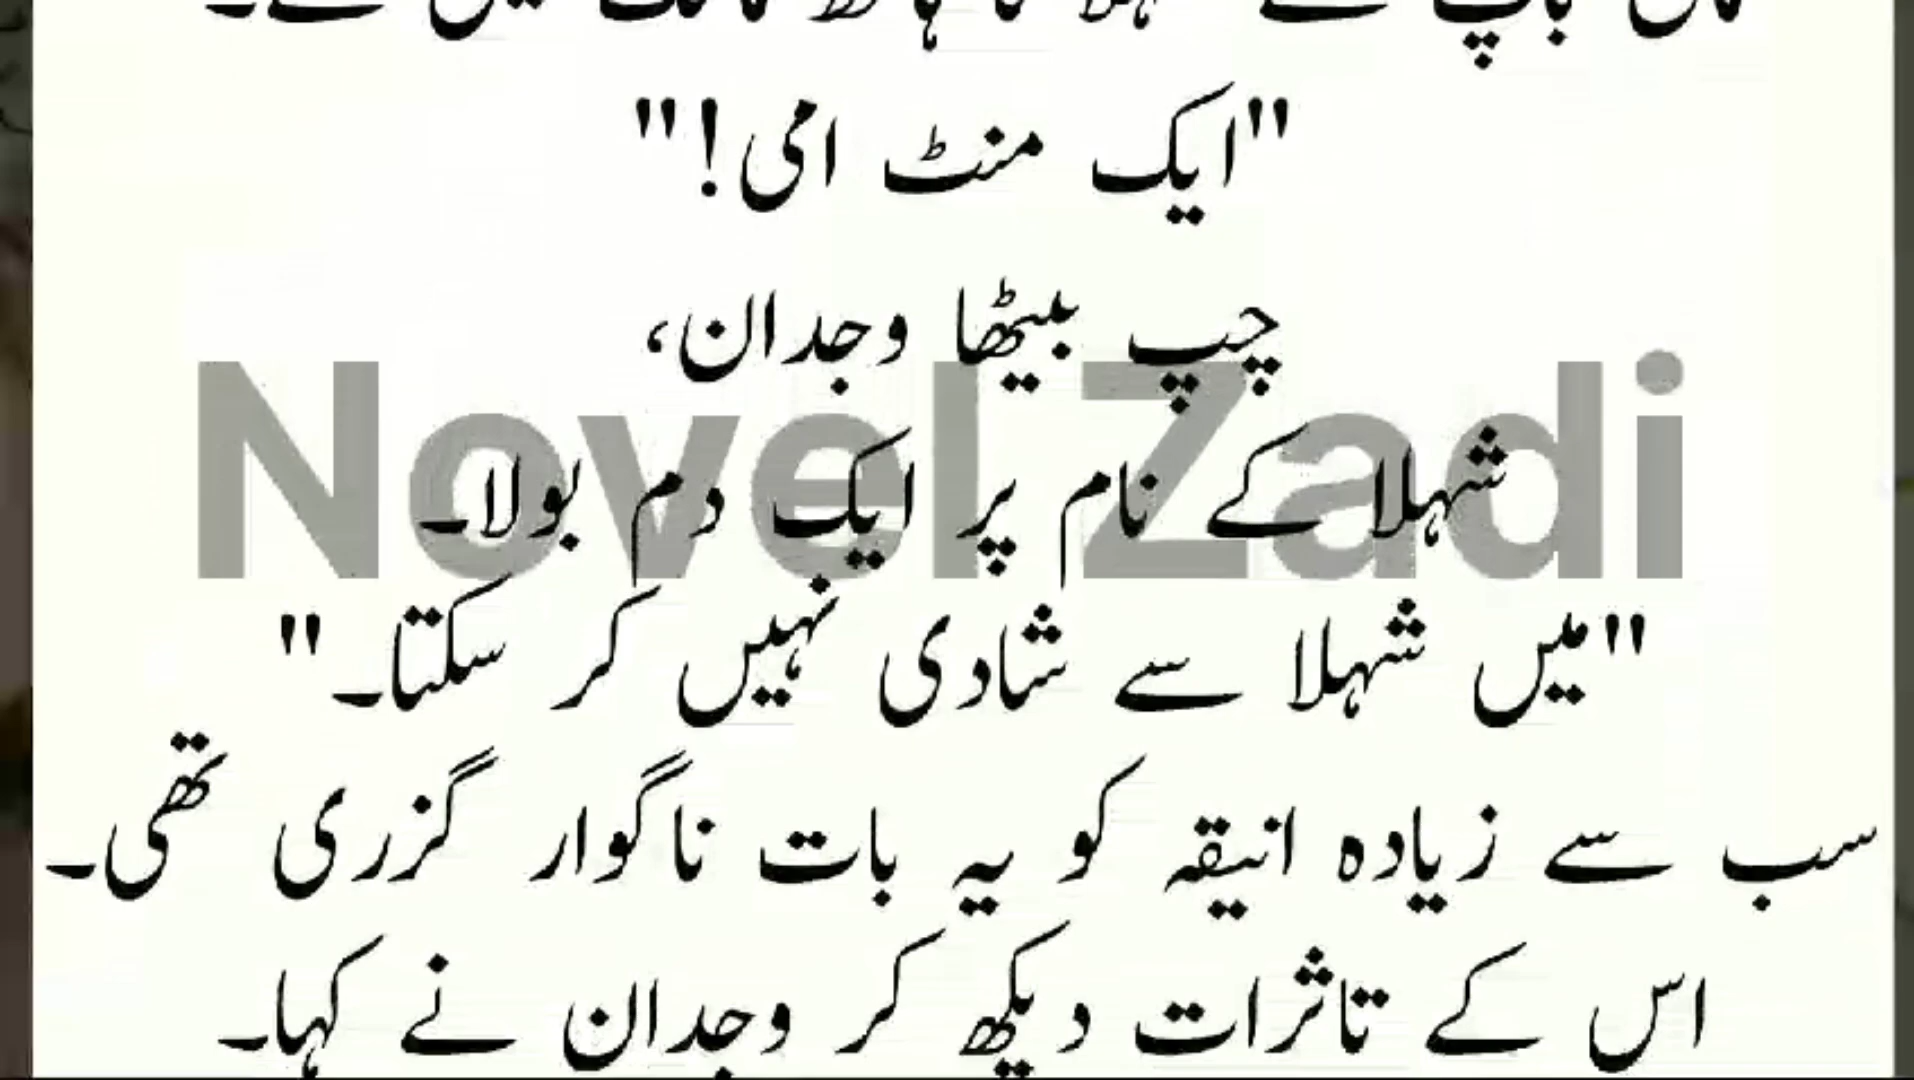 "ایک منٹ امی!"
چپ بیٹھا وجدان،
Novel Zadi
شہلا کے نام پر ایک دم بولا۔
"میں شہلا سے شادی نہیں کر سکتا۔"
سب سے زیادہ انیقہ کو یہ بات ناگوار گزری تھی۔
اس کے تاثرات دیکھ کر وجدان نے کہا۔